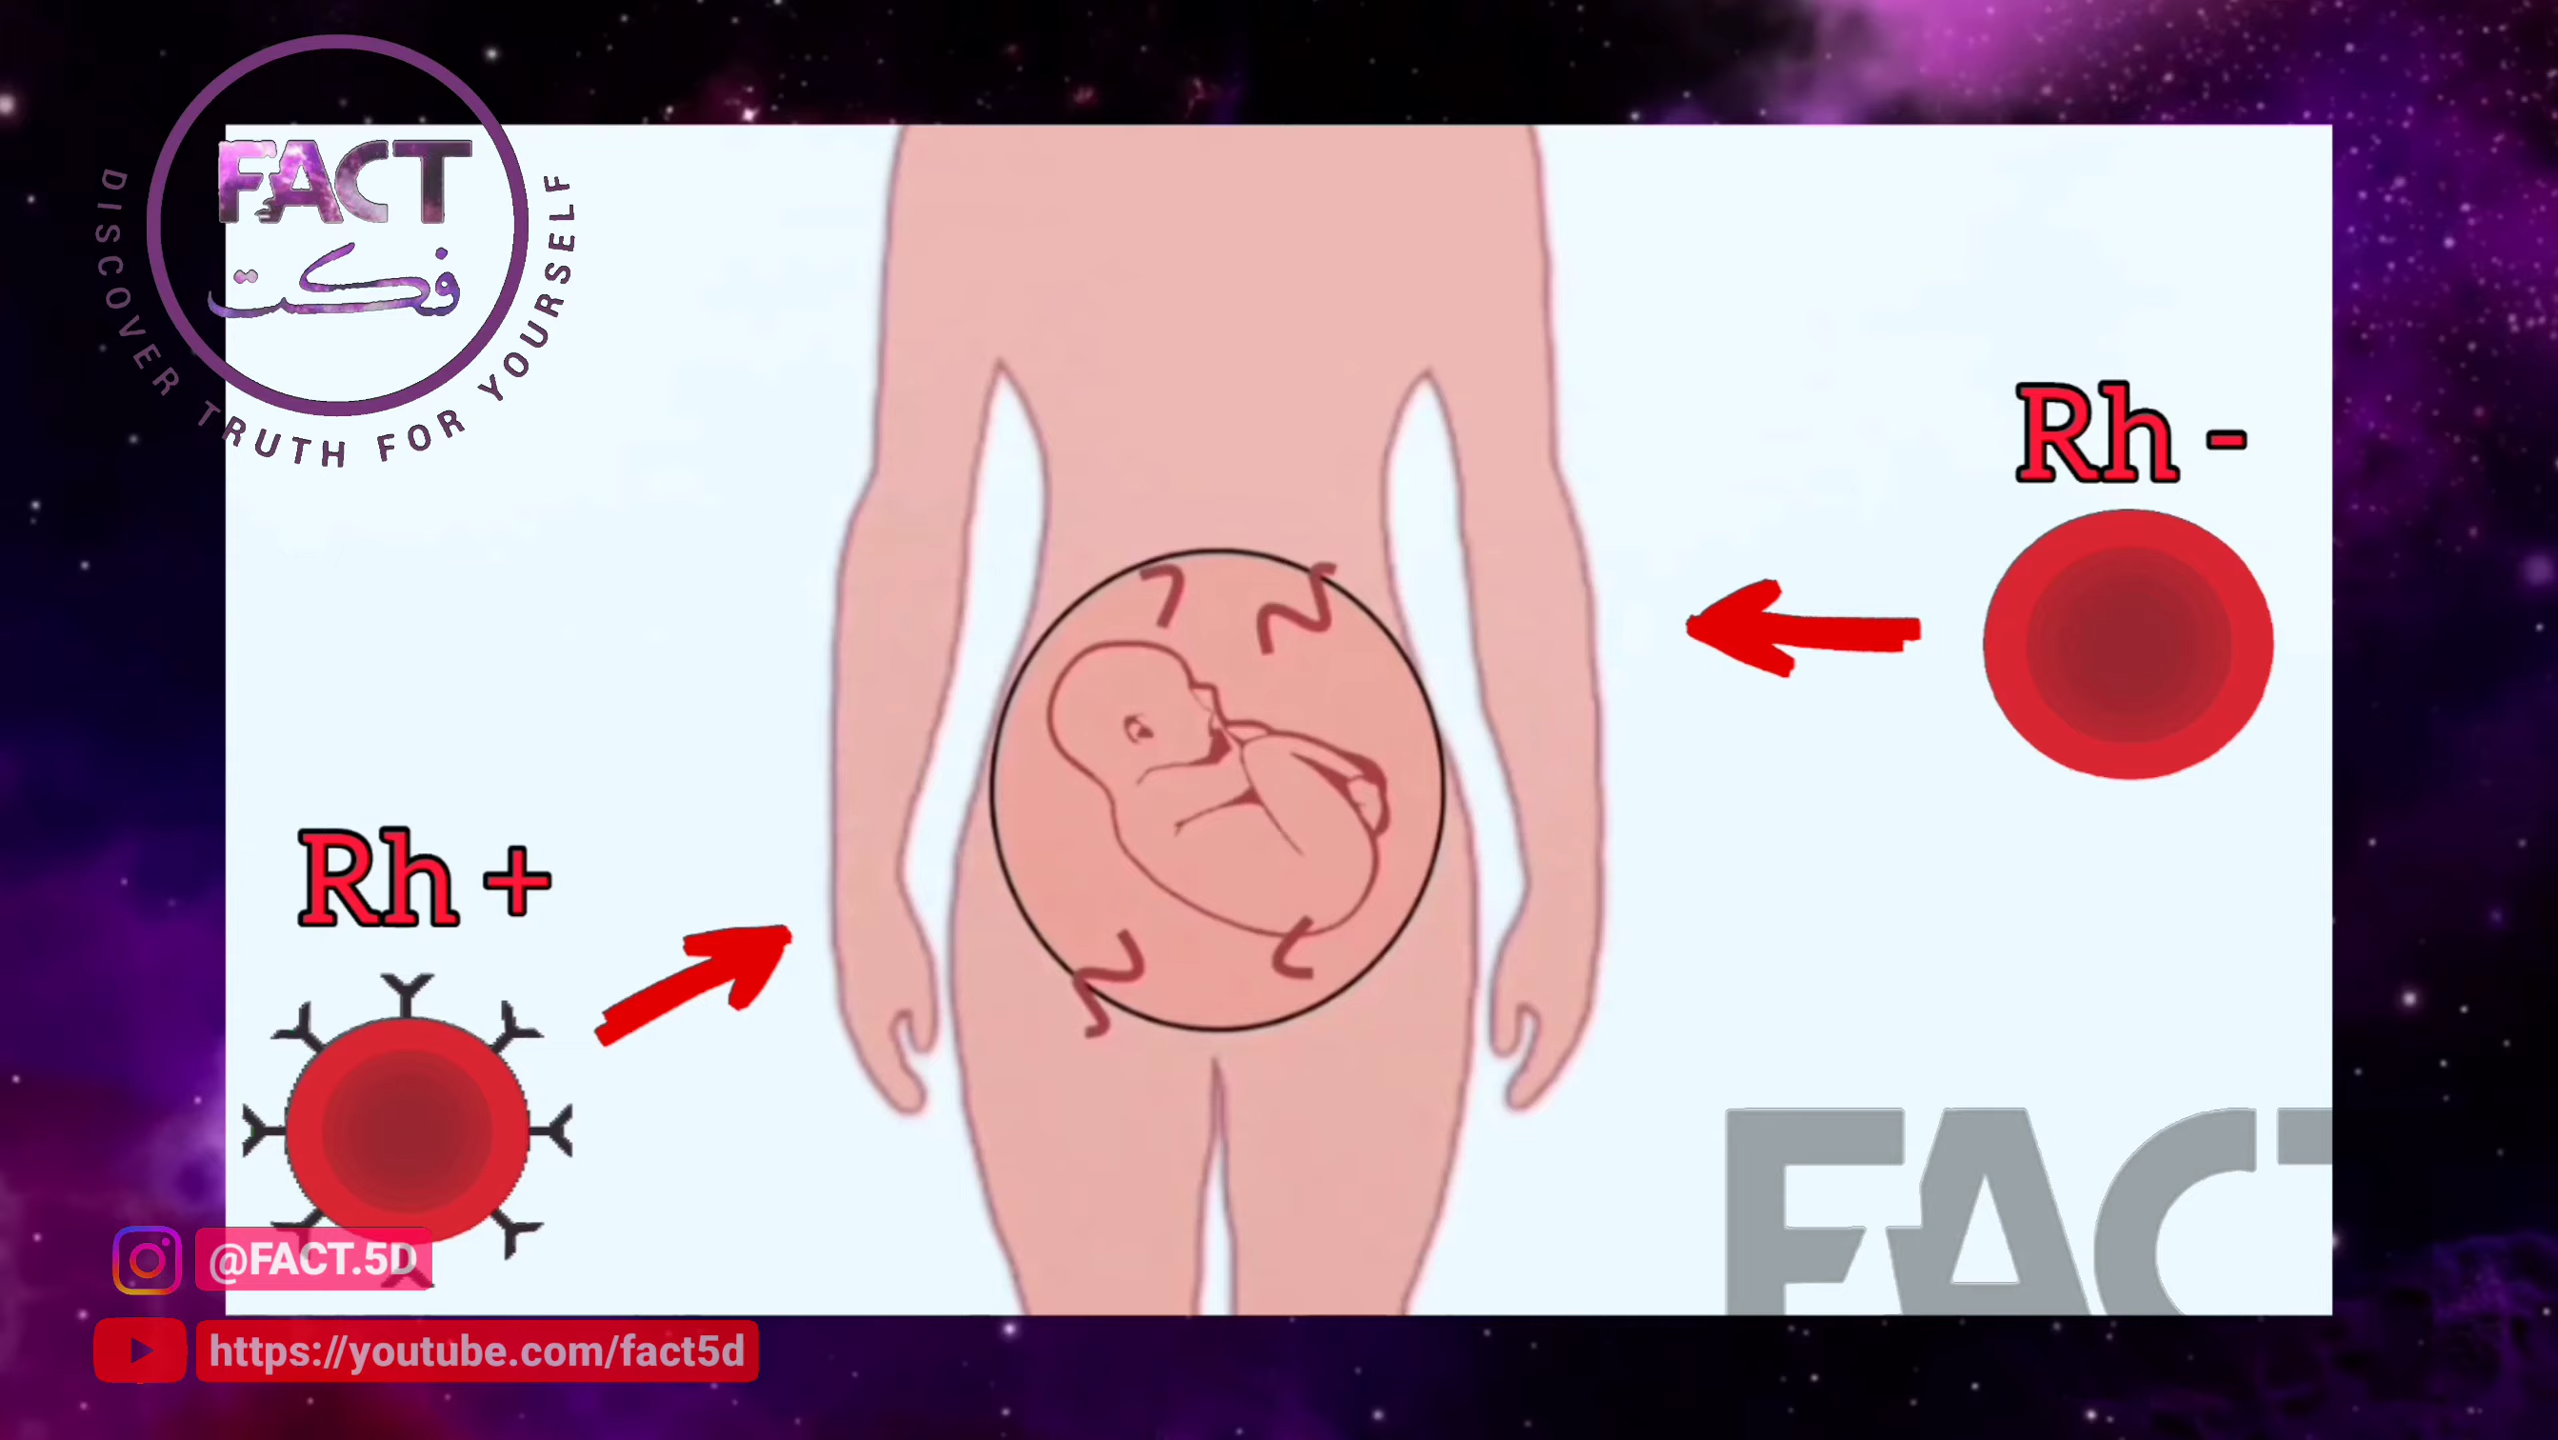 FACT
فكت
DISCOVER TRUTH FOR YOURSELF
Rh -
Rh +
@FACT.5D
https://youtube.com/fact5d
FACT